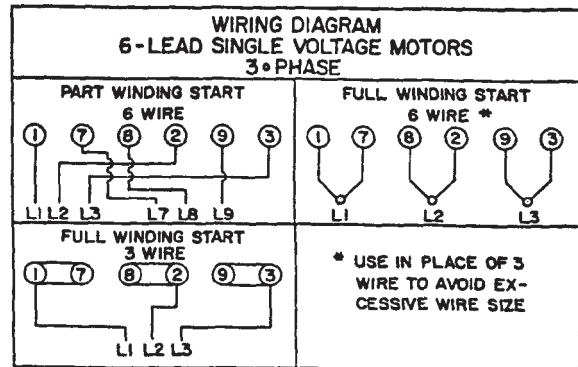 WIRING DIAGRAM
6-LEAD SINGLE VOLTAGE MOTORS
3•PHASE
PART WINDING START
6 WIRE
1 7 8 2 9 3
L1 L2 L3 L7 L8 L9
FULL WINDING START
6 WIRE *
1 7 8 2 9 3
L1 L2 L3
FULL WINDING START
3 WIRE
1 7 8 2 9 3
L1 L2 L3
* USE IN PLACE OF 3
WIRE TO AVOID EX-
CESSIVE WIRE SIZE